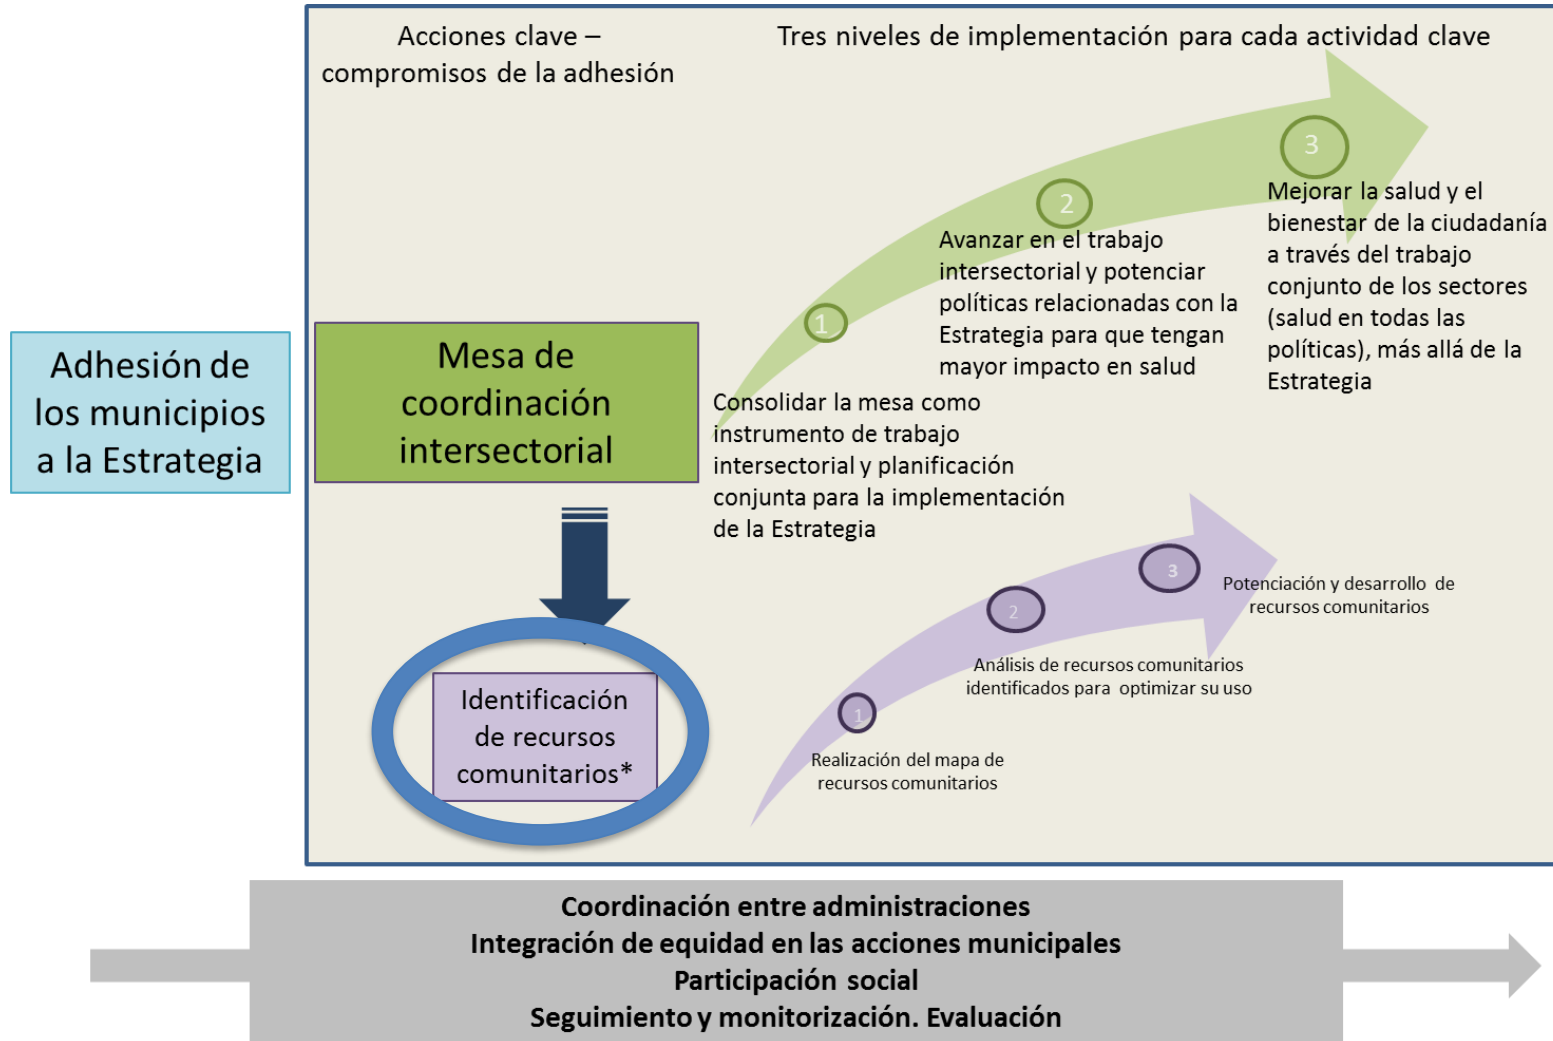 Acciones clave –
compromisos de la adhesión
Tres niveles de implementación para cada actividad clave
3
Mejorar la salud y el
bienestar de la ciudadanía
a través del trabajo
conjunto de los sectores
(salud en todas las
políticas), más allá de la
Estrategia
2
Avanzar en el trabajo
intersectorial y potenciar
políticas relacionadas con la
Estrategia para que tengan
mayor impacto en salud
1
Consolidar la mesa como
instrumento de trabajo
intersectorial y planificación
conjunta para la implementación
de la Estrategia
Adhesión de
los municipios
a la Estrategia
Mesa de
coordinación
intersectorial
Identificación
de recursos
comunitarios*
3
Potenciación y desarrollo de
recursos comunitarios
2
Análisis de recursos comunitarios
identificados para optimizar su uso
1
Realización del mapa de
recursos comunitarios
Coordinación entre administraciones
Integración de equidad en las acciones municipales
Participación social
Seguimiento y monitorización. Evaluación